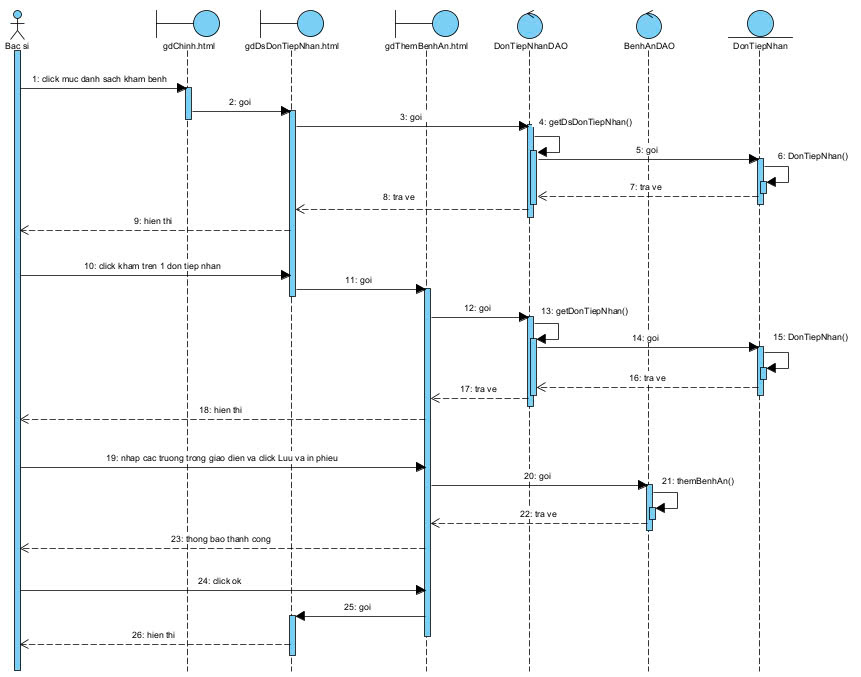 Bac si
gdChinh.html
gdDsDonTiepNhan.html
gdThemBenhAn.html
DonTiepNhanDAO
BenhAnDAO
DonTiepNhan
1: click muc danh sach kham benh
2: goi
3: goi
4: getDsDonTiepNhan()
5: goi
6: DonTiepNhan()
7: tra ve
8: tra ve
9: hien thi
10: click kham tren 1 don tiep nhan
11: goi
12: goi
13: getDonTiepNhan()
14: goi
15: DonTiepNhan()
16: tra ve
17: tra ve
18: hien thi
19: nhap cac truong trong giao dien va click Luu va in phieu
20: goi
21: themBenhAn()
22: tra ve
23: thong bao thanh cong
24: click ok
25: goi
26: hien thi